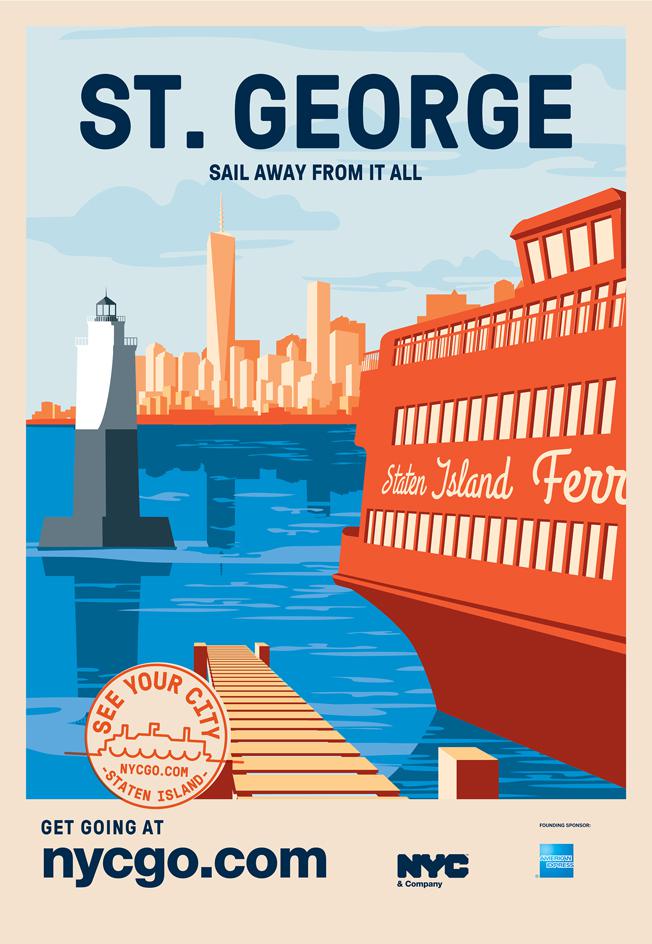 ST. GEORGE
SAIL AWAY FROM IT ALL
Staten Island Ferr
SEE YOUR CITY
NYCGO.COM
-STATEN ISLAND-
GET GOING AT
nycgo.com
NYC
& Company
FOUNDING SPONSOR:
AMERICAN
EXPRESS
®